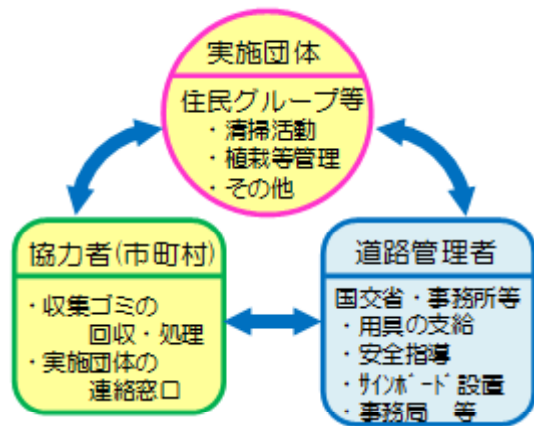 実施団体
住民グループ等
・清掃活動
・植栽等管理
・その他
協力者(市町村)
・収集ゴミの
回収・処理
・実施団体の
連絡窓口
道路管理者
国交省・事務所等
・用具の支給
・安全指導
・ｻｲﾝﾎﾞｰﾄﾞ設置
・事務局 等